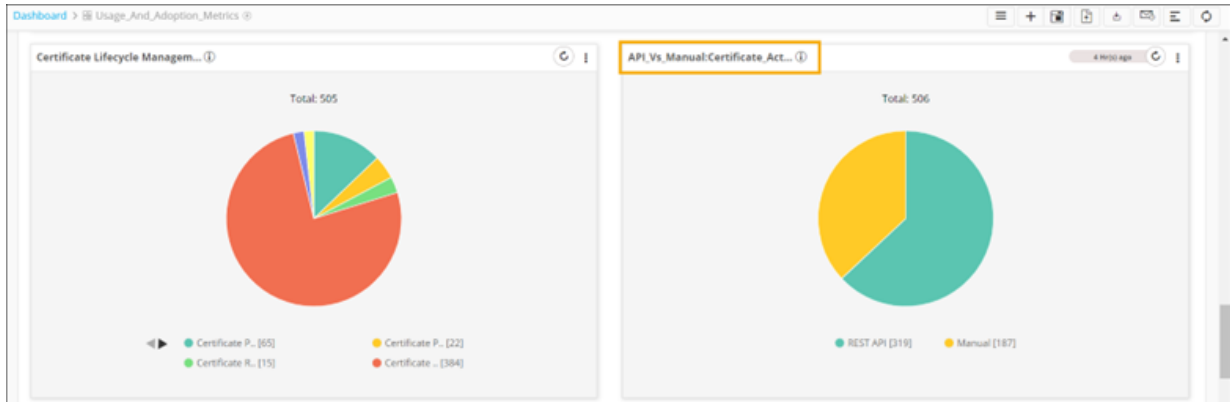 Dashboard > Usage_And_Adoption_Metrics
Certificate Lifecycle Managem...
Total: 505
Certificate P.. [65]
Certificate P.. [22]
Certificate R.. [15]
Certificate .. [384]
API_Vs_Manual:Certificate_Act...
4 Hr(s) ago
Total: 506
REST API [319]
Manual [187]